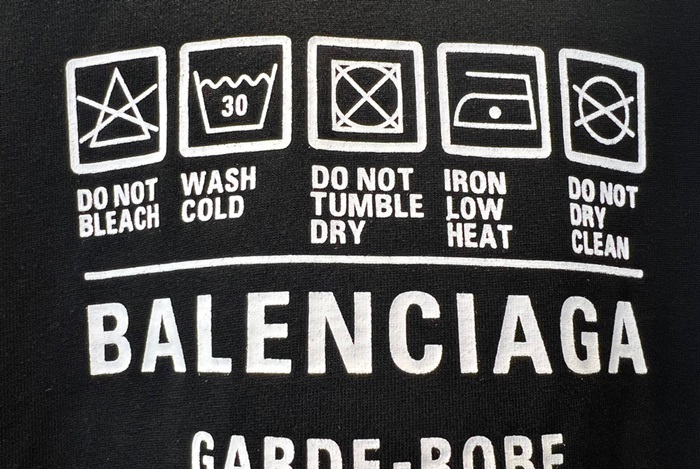 30
DO NOT
BLEACH
WASH
COLD
DO NOT
TUMBLE
DRY
IRON
LOW
HEAT
DO NOT
DRY
CLEAN
BALENCIAGA
GARDE-ROBE